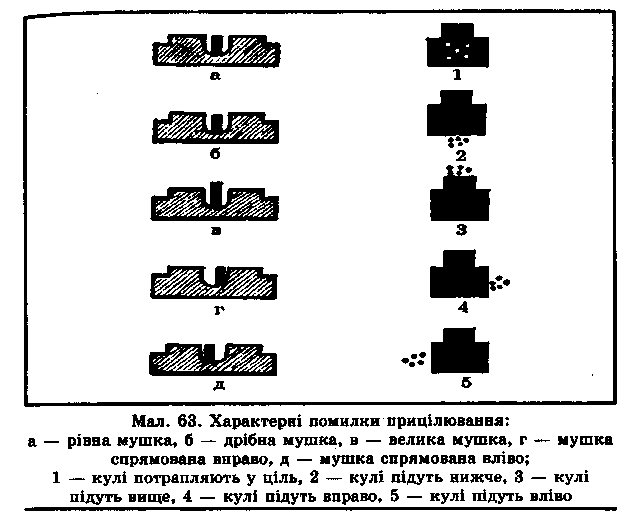 а 1
б 2
в 3
г 4
д 5
Мал. 63. Характерні помилки прицілювання:
а — рівна мушка, б — дрібна мушка, в — велика мушка, г — мушка
спрямована вправо, д — мушка спрямована вліво;
1 — кулі потрапляють у ціль, 2 — кулі підуть нижче, 3 — кулі
підуть вище, 4 — кулі підуть вправо, 5 — кулі підуть вліво